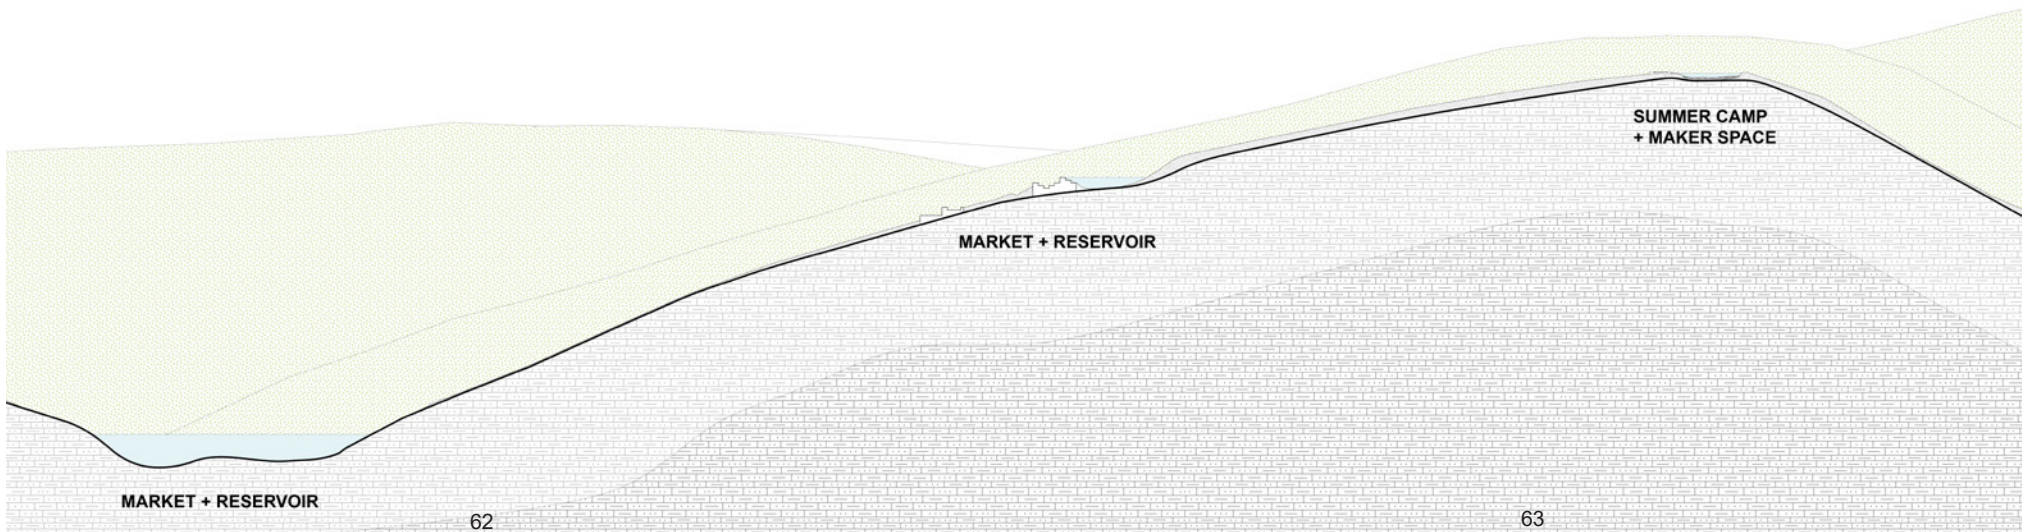 SUMMER CAMP
+ MAKER SPACE
MARKET + RESERVOIR
MARKET + RESERVOIR
62
63